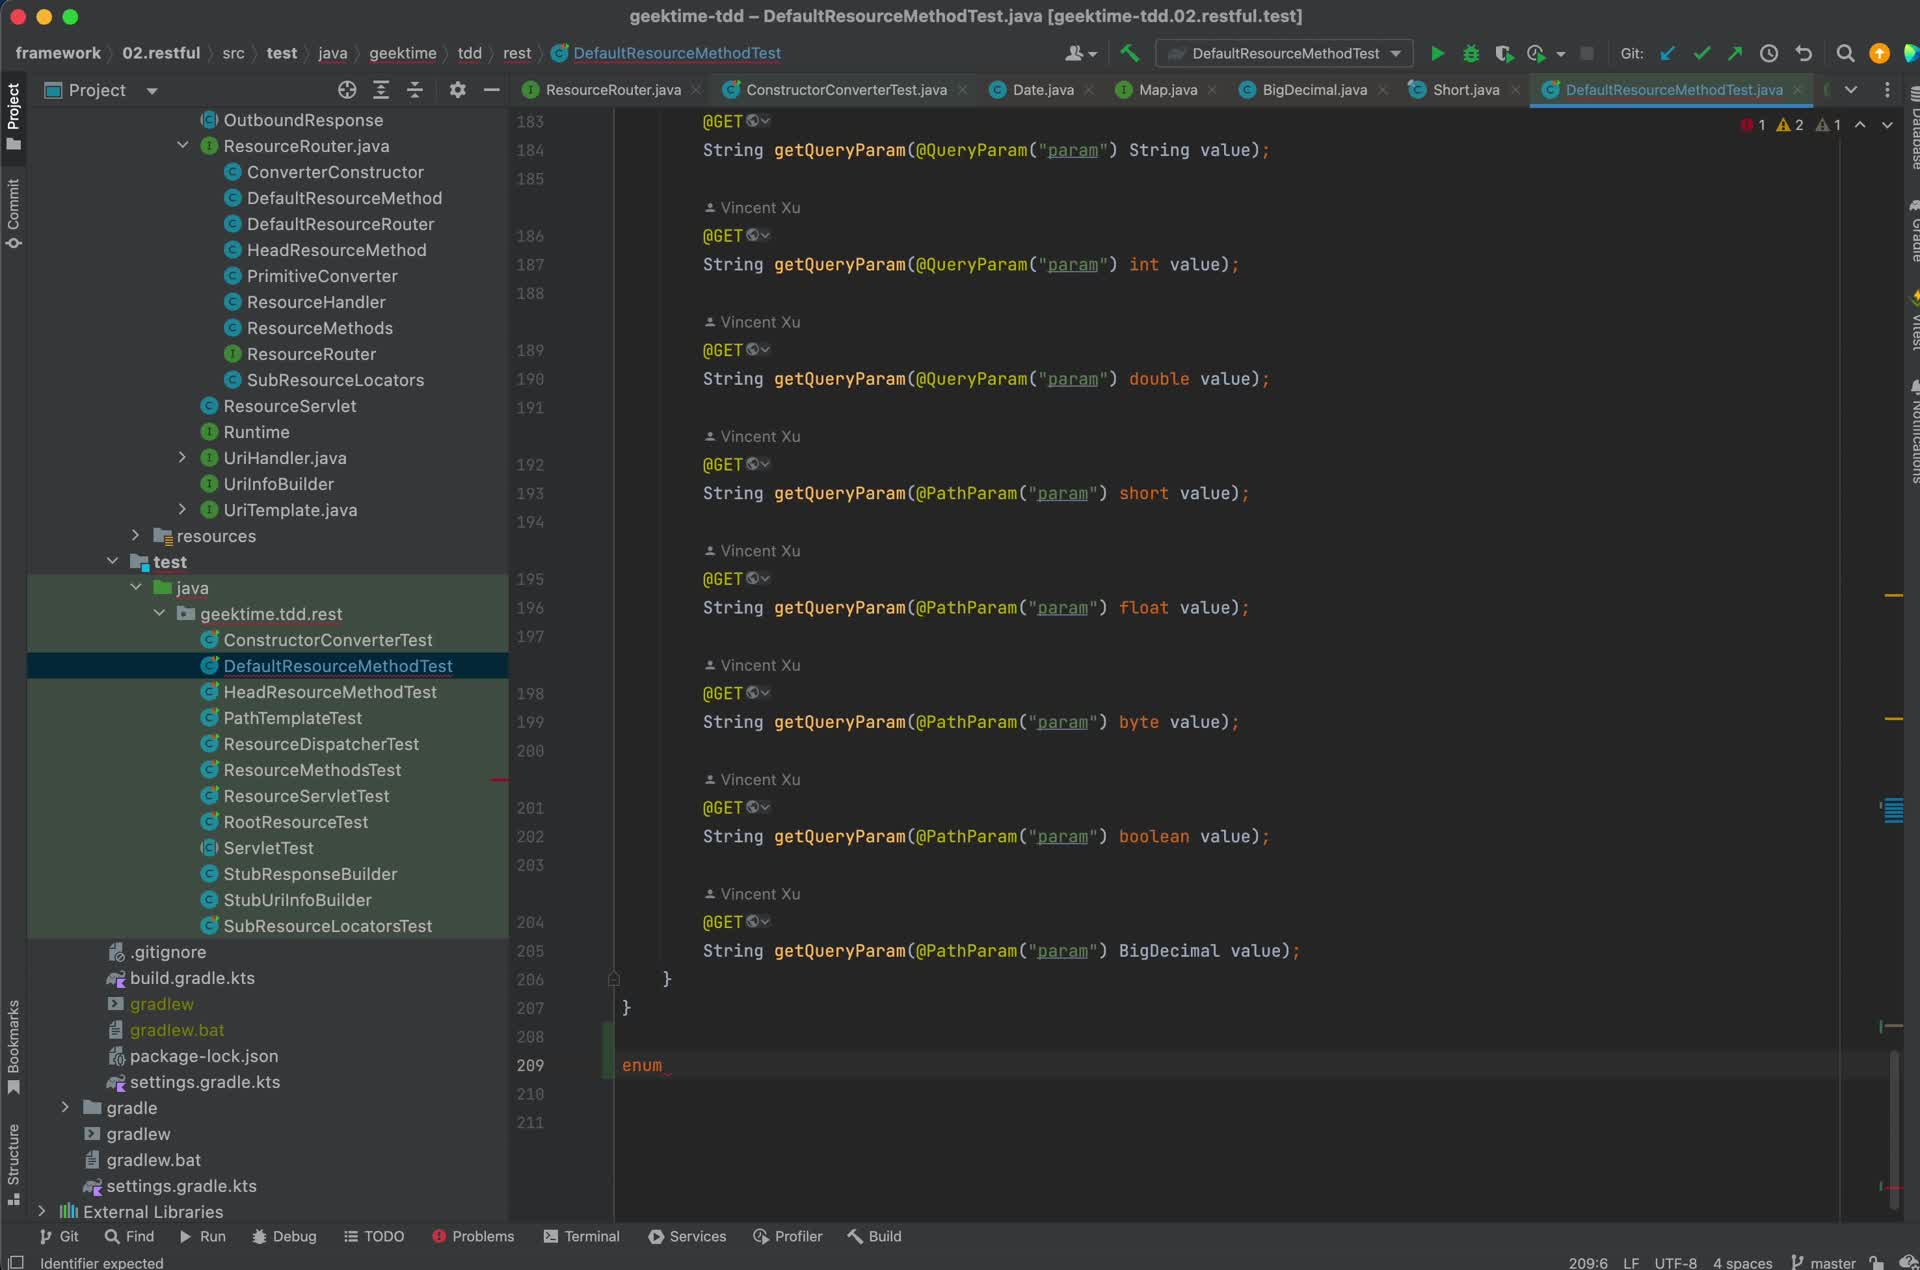 geektime-tdd – DefaultResourceMethodTest.java [geektime-tdd.02.restful.test]
framework 02.restful src test java geektime tdd rest DefaultResourceMethodTest
DefaultResourceMethodTest Git:
Project
ResourceRouter.java ConstructorConverterTest.java Date.java Map.java BigDecimal.java Short.java DefaultResourceMethodTest.java
1 2 1
Project
Commit
Bookmarks
Structure
OutboundResponse
ResourceRouter.java
ConverterConstructor
DefaultResourceMethod
DefaultResourceRouter
HeadResourceMethod
PrimitiveConverter
ResourceHandler
ResourceMethods
ResourceRouter
SubResourceLocators
ResourceServlet
Runtime
UriHandler.java
UriInfoBuilder
UriTemplate.java
resources
test
java
geektime.tdd.rest
ConstructorConverterTest
DefaultResourceMethodTest
HeadResourceMethodTest
PathTemplateTest
ResourceDispatcherTest
ResourceMethodsTest
ResourceServletTest
RootResourceTest
ServletTest
StubResponseBuilder
StubUriInfoBuilder
SubResourceLocatorsTest
.gitignore
build.gradle.kts
gradlew
gradlew.bat
package-lock.json
settings.gradle.kts
gradle
gradlew
gradlew.bat
settings.gradle.kts
External Libraries
183 @GET
184 String getQueryParam(@QueryParam("param") String value);
185
Vincent Xu
186 @GET
187 String getQueryParam(@QueryParam("param") int value);
188
Vincent Xu
189 @GET
190 String getQueryParam(@QueryParam("param") double value);
191
Vincent Xu
192 @GET
193 String getQueryParam(@PathParam("param") short value);
194
Vincent Xu
195 @GET
196 String getQueryParam(@PathParam("param") float value);
197
Vincent Xu
198 @GET
199 String getQueryParam(@PathParam("param") byte value);
200
Vincent Xu
201 @GET
202 String getQueryParam(@PathParam("param") boolean value);
203
Vincent Xu
204 @GET
205 String getQueryParam(@PathParam("param") BigDecimal value);
206 }
207 }
208
209 enum
210
211
Database
Gradle
Vitest
Notifications
Git Find Run Debug TODO Problems Terminal Services Profiler Build
Identifier expected
209:6 LF UTF-8 4 spaces master